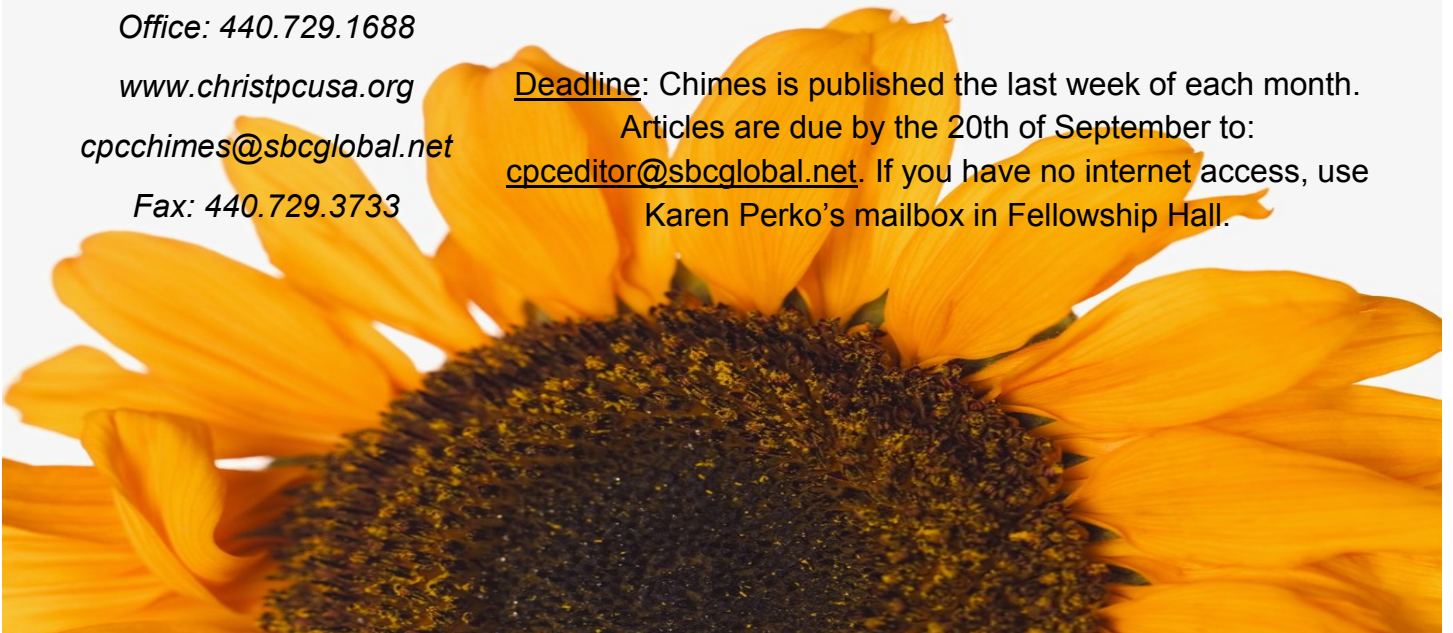 Office: 440.729.1688
www.christpcusa.org
cpcchimes@sbcglobal.net
Fax: 440.729.3733
Deadline: Chimes is published the last week of each month.
Articles are due by the 20th of September to:
cpceditor@sbcglobal.net. If you have no internet access, use
Karen Perko’s mailbox in Fellowship Hall.